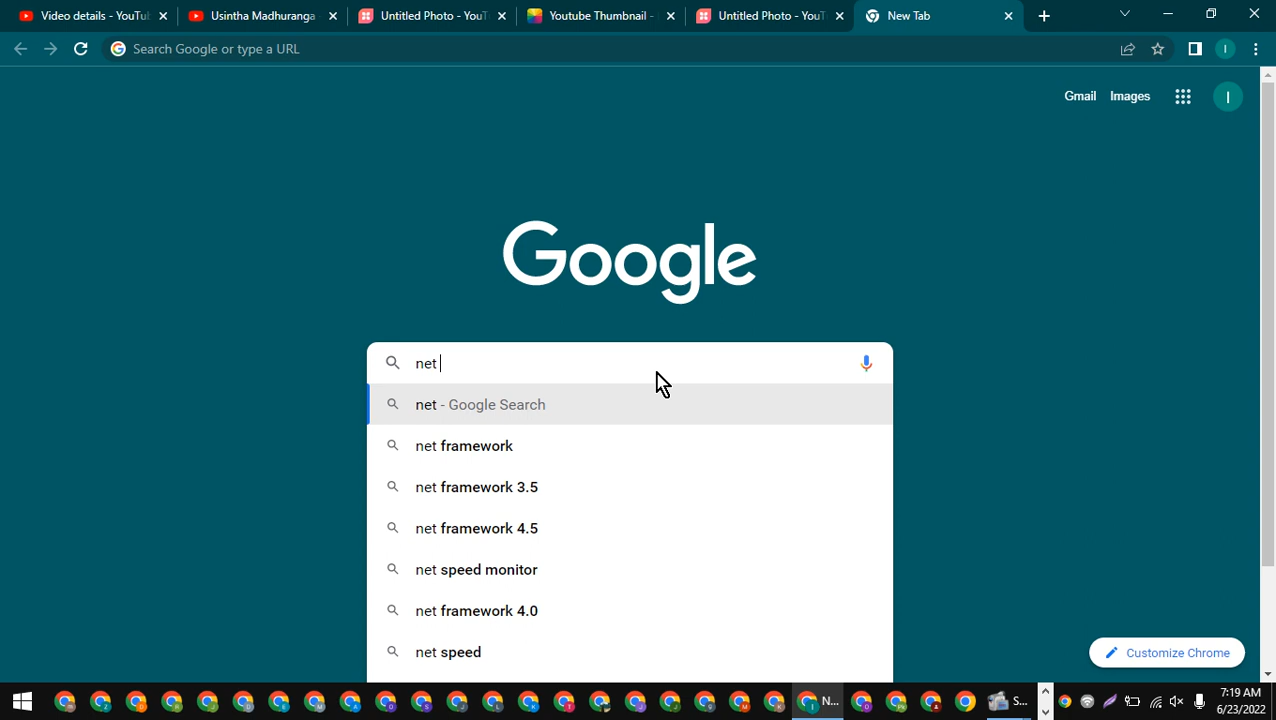 Video details - YouTub
Usintha Madhuranga
Untitled Photo - YouT
Youtube Thumbnail -
Untitled Photo - YouT
New Tab
Search Google or type a URL
I
Gmail Images
I
Google
net
net - Google Search
net framework
net framework 3.5
net framework 4.5
net speed monitor
net framework 4.0
net speed
Customize Chrome
N...
S...
7:19 AM
6/23/2022